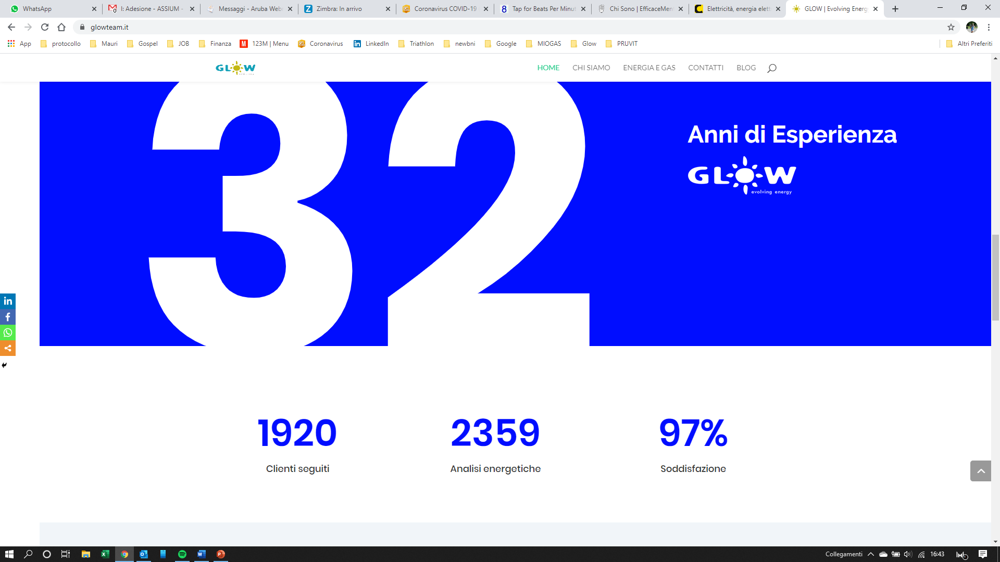 WhatsApp
I: Adesione - ASSIUM -
Messaggi - Aruba Web
Zimbra: In arrivo
Coronavirus COVID-19
Tap for Beats Per Minut
Chi Sono | EfficaceMen
Elettricità, energia elett
GLOW | Evolving Energ
glowteam.it
App
protocollo
Mauri
Gospel
JOB
Finanza
123M | Menu
Coronavirus
LinkedIn
Triathlon
newbni
Google
MIOGAS
Glow
PRUVIT
Altri Preferiti
GLOW
HOME
CHI SIAMO
ENERGIA E GAS
CONTATTI
BLOG
32
Anni di Esperienza
GLOW
evolving energy
1920
Clienti seguiti
2359
Analisi energetiche
97%
Soddisfazione
Collegamenti
16:43